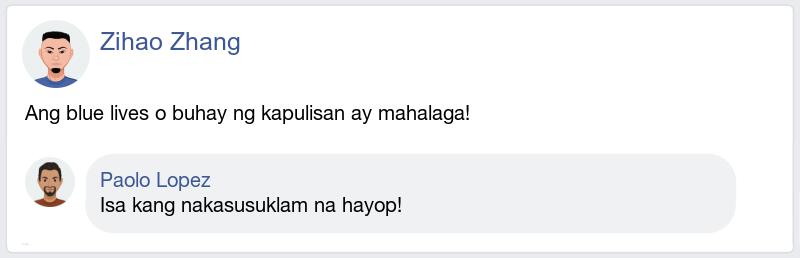 Zihao Zhang
Ang blue lives o buhay ng kapulisan ay mahalaga!
Paolo Lopez
Isa kang nakasusuklam na hayop!